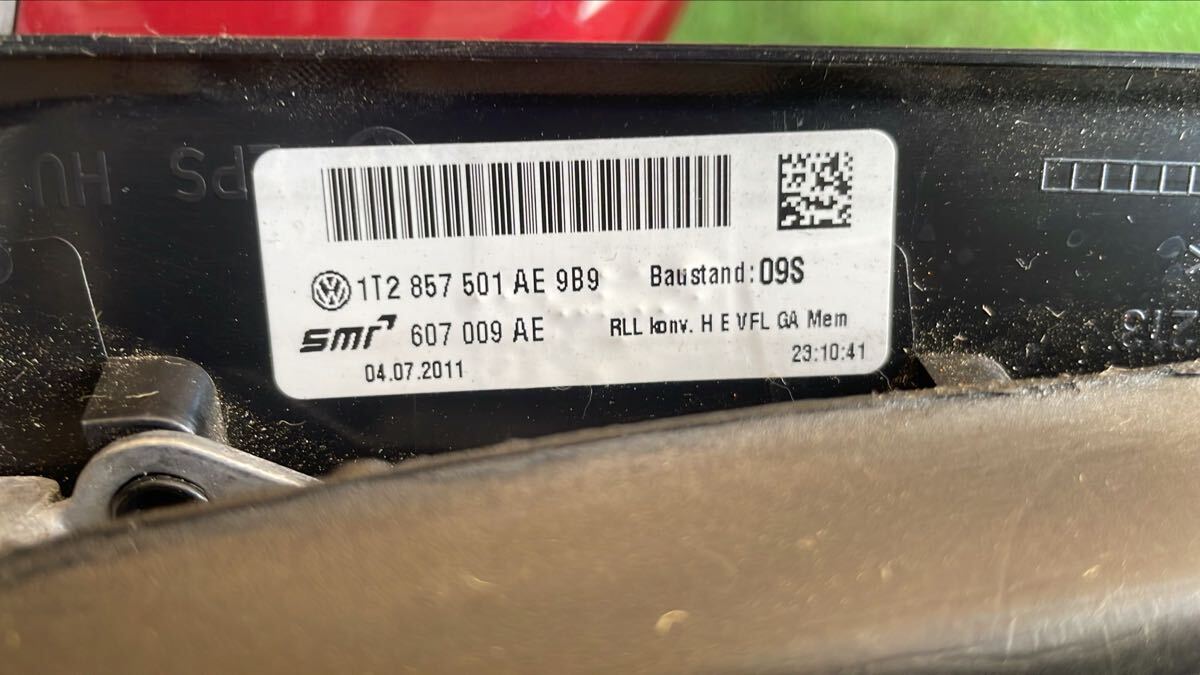 1T2 857 501 AE 9B9 Baustand: 09S
smr 607 009 AE RLL konv. H E VFL GA Mem
04.07.2011 23:10:41